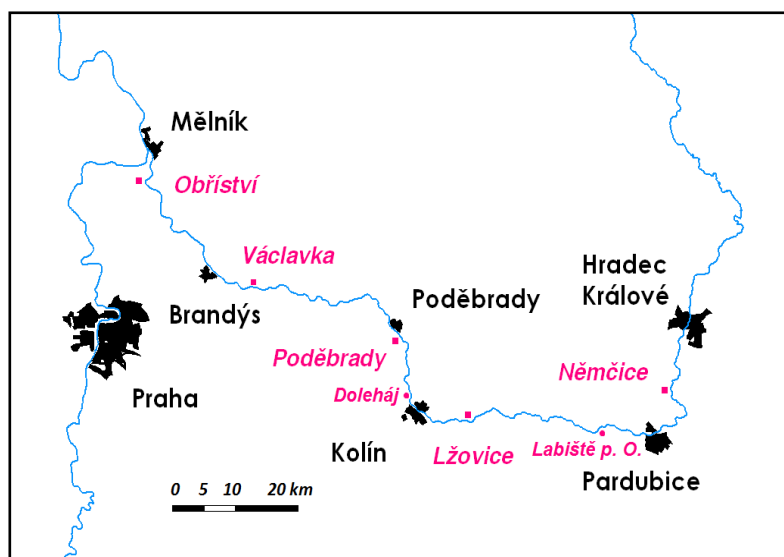 Mělník
Obříství
Václavka
Hradec
Králové
Poděbrady
Brandýs
Poděbrady
Němčice
Praha
Doleháj
Kolín
Lžovice
Labiště p. O.
Pardubice
0 5 10 20 km